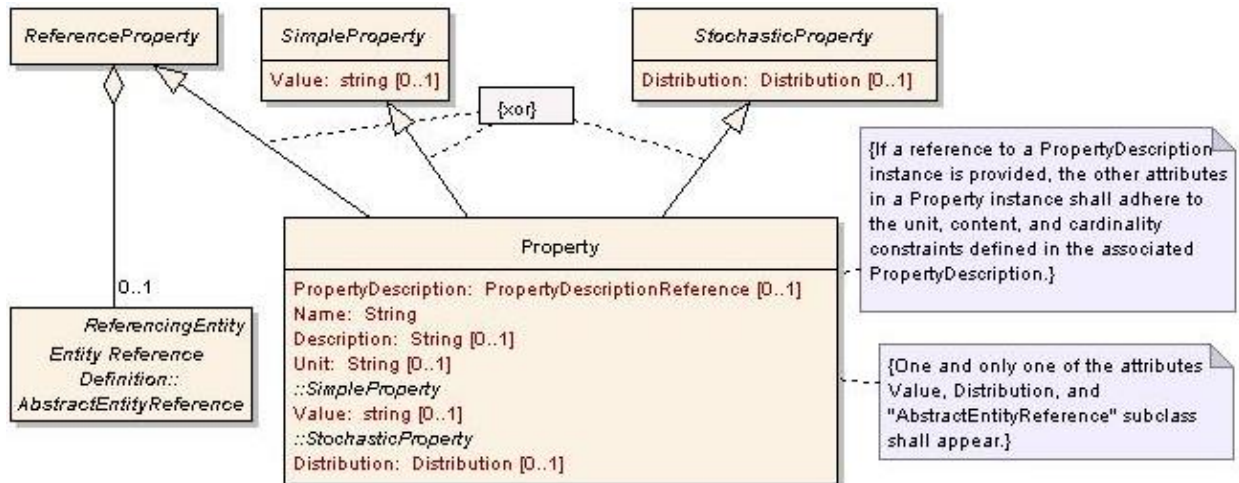 ReferenceProperty
SimpleProperty
Value: string [0..1]
StochasticProperty
Distribution: Distribution [0..1]
{xor}
{If a reference to a PropertyDescription
instance is provided, the other attributes
in a Property instance shall adhere to
the unit, content, and cardinality
constraints defined in the associated
PropertyDescription.}
Property
PropertyDescription: PropertyDescriptionReference [0..1]
Name: String
Description: String [0..1]
Unit: String [0..1]
::SimpleProperty
Value: string [0..1]
::StochasticProperty
Distribution: Distribution [0..1]
0..1
ReferencingEntity
Entity Reference
Definition::
AbstractEntityReference
{One and only one of the attributes
Value, Distribution, and
"AbstractEntityReference" subclass
shall appear.}